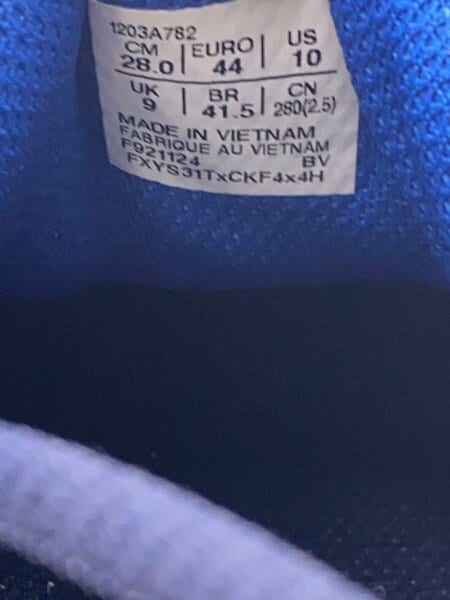 1203A782
CM | EURO | US
28.0 | 44 | 10
UK | BR | CN
9 | 41.5 | 280(2.5)
MADE IN VIETNAM
FABRIQUE AU VIETNAM
F921124 BV
FXYS31TxCKF4x4H